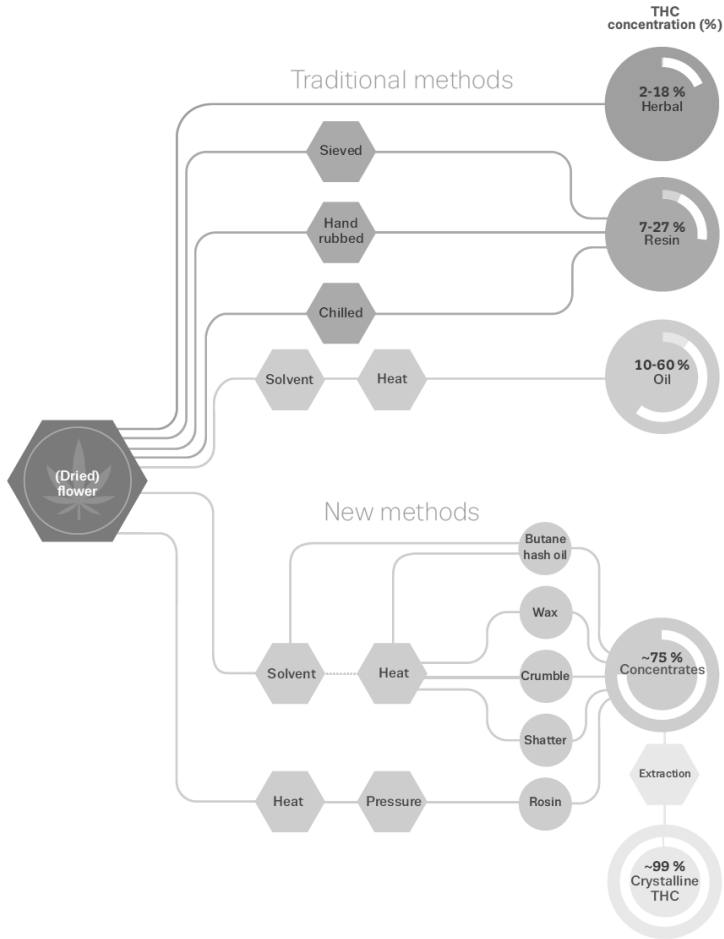 THC
concentration (%)
Traditional methods
2-18 %
Herbal
Sieved
Hand
rubbed
7-27 %
Resin
Chilled
Solvent
Heat
10-60 %
Oil
(Dried)
flower
New methods
Butane
hash oil
Wax
Solvent
Heat
Crumble
~75 %
Concentrates
Shatter
Extraction
Heat
Pressure
Rosin
~99 %
Crystalline
THC